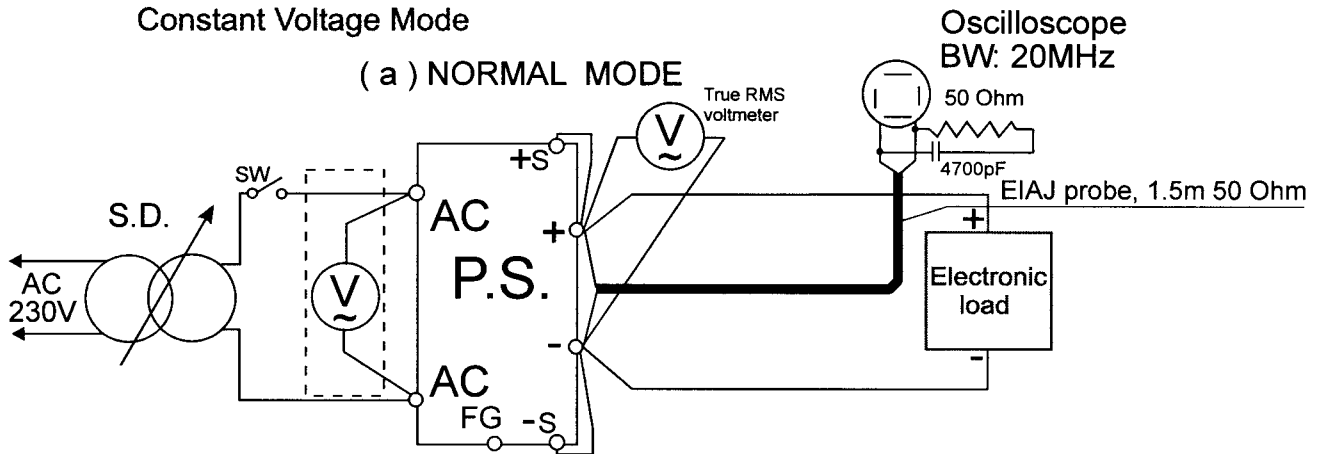 Constant Voltage Mode
( a ) NORMAL MODE
Oscilloscope
BW: 20MHz
True RMS
voltmeter
50 Ohm
4700pF
EIAJ probe, 1.5m 50 Ohm
SW
S.D.
AC
230V
V
~
AC
P.S.
AC
FG
+S
+
-
-S
V
~
+
Electronic
load
-